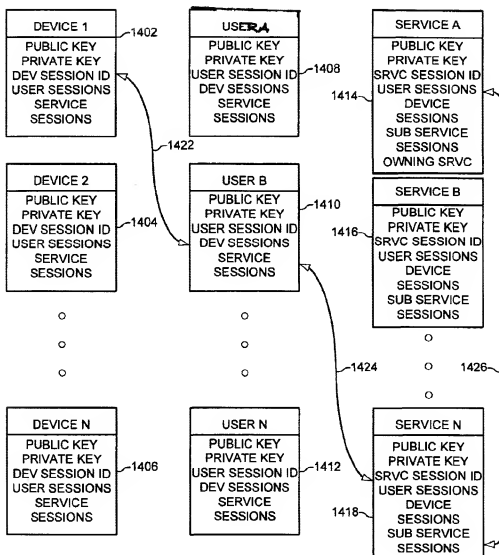 DEVICE 1
PUBLIC KEY
PRIVATE KEY
DEV SESSION ID
USER SESSIONS
SERVICE
SESSIONS
1402
USER A
PUBLIC KEY
PRIVATE KEY
USER SESSION ID
DEV SESSIONS
SERVICE
SESSIONS
1408
SERVICE A
PUBLIC KEY
PRIVATE KEY
SRVC SESSION ID
USER SESSIONS
DEVICE
SESSIONS
SUB SERVICE
SESSIONS
OWNING SRVC
1414
1422
DEVICE 2
PUBLIC KEY
PRIVATE KEY
DEV SESSION ID
USER SESSIONS
SERVICE
SESSIONS
1404
USER B
PUBLIC KEY
PRIVATE KEY
USER SESSION ID
DEV SESSIONS
SERVICE
SESSIONS
1410
SERVICE B
PUBLIC KEY
PRIVATE KEY
SRVC SESSION ID
USER SESSIONS
DEVICE
SESSIONS
SUB SERVICE
SESSIONS
1416
1424
1426
DEVICE N
PUBLIC KEY
PRIVATE KEY
DEV SESSION ID
USER SESSIONS
SERVICE
SESSIONS
1406
USER N
PUBLIC KEY
PRIVATE KEY
USER SESSION ID
DEV SESSIONS
SERVICE
SESSIONS
1412
SERVICE N
PUBLIC KEY
PRIVATE KEY
SRVC SESSION ID
USER SESSIONS
DEVICE
SESSIONS
SUB SERVICE
SESSIONS
1418